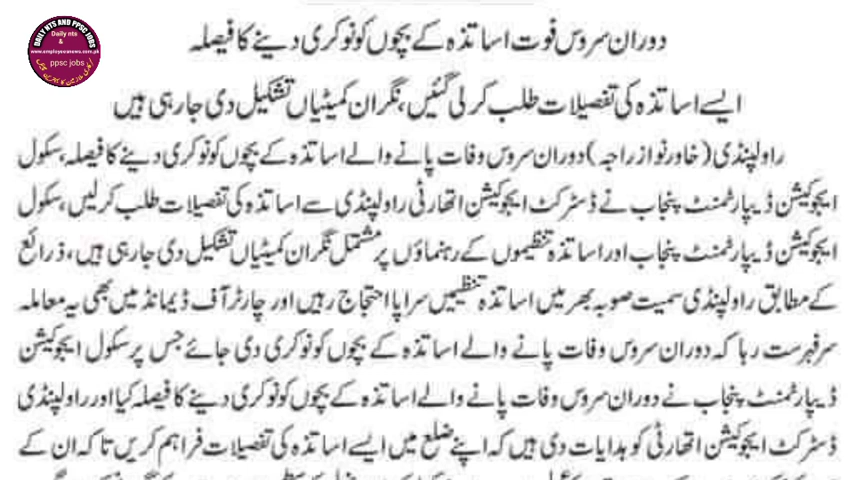 DAILY NTS AND PPSC JOBS
Daily nts
&
www.employeesnews.com.pk
ppsc jobs
دوران سروس فوت اساتذہ کے بچوں کو نوکری دینے کا فیصلہ
ایسے اساتذہ کی تفصیلات طلب کر لی گئیں، نگران کمیٹیاں تشکیل دی جا رہی ہیں
راولپنڈی (خاور نواز راجہ) دوران سروس وفات پانے والے اساتذہ کے بچوں کو نوکری دینے کا فیصلہ، سکول
ایجوکیشن ڈیپارٹمنٹ پنجاب نے ڈسٹرکٹ ایجوکیشن اتھارٹی راولپنڈی سے اساتذہ کی تفصیلات طلب کر لیں، سکول
ایجوکیشن ڈیپارٹمنٹ پنجاب اور اساتذہ تنظیموں کے رہنماؤں پر مشتمل نگران کمیٹیاں تشکیل دی جا رہی ہیں، ذرائع
کے مطابق راولپنڈی سمیت صوبہ بھر میں اساتذہ تنظیمیں سراپا احتجاج رہیں اور چارٹر آف ڈیمانڈ میں بھی یہ معاملہ
سرفہرست رہا کہ دوران سروس وفات پانے والے اساتذہ کے بچوں کو نوکری دی جائے جس پر سکول ایجوکیشن
ڈیپارٹمنٹ پنجاب نے دوران سروس وفات پانے والے اساتذہ کے بچوں کو نوکری دینے کا فیصلہ کیا اور راولپنڈی
ڈسٹرکٹ ایجوکیشن اتھارٹی کو ہدایات دی ہیں کہ اپنے ضلع میں ایسے اساتذہ کی تفصیلات فراہم کریں تا کہ ان کے